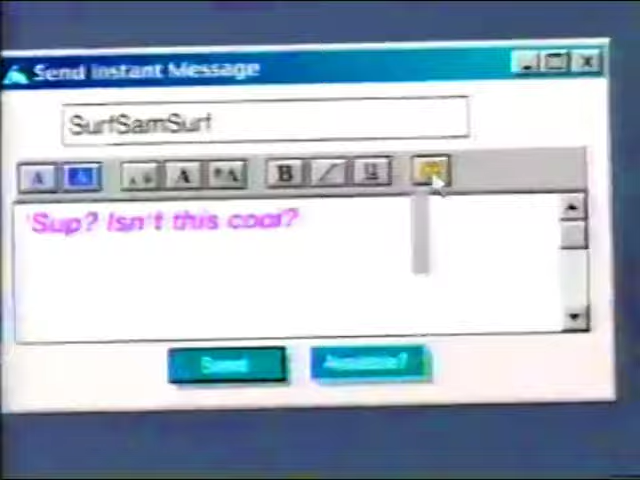 Send Instant Message
SurfSamSurf
A A A A A B U
'Sup? Isn't this cool?
Send Available?